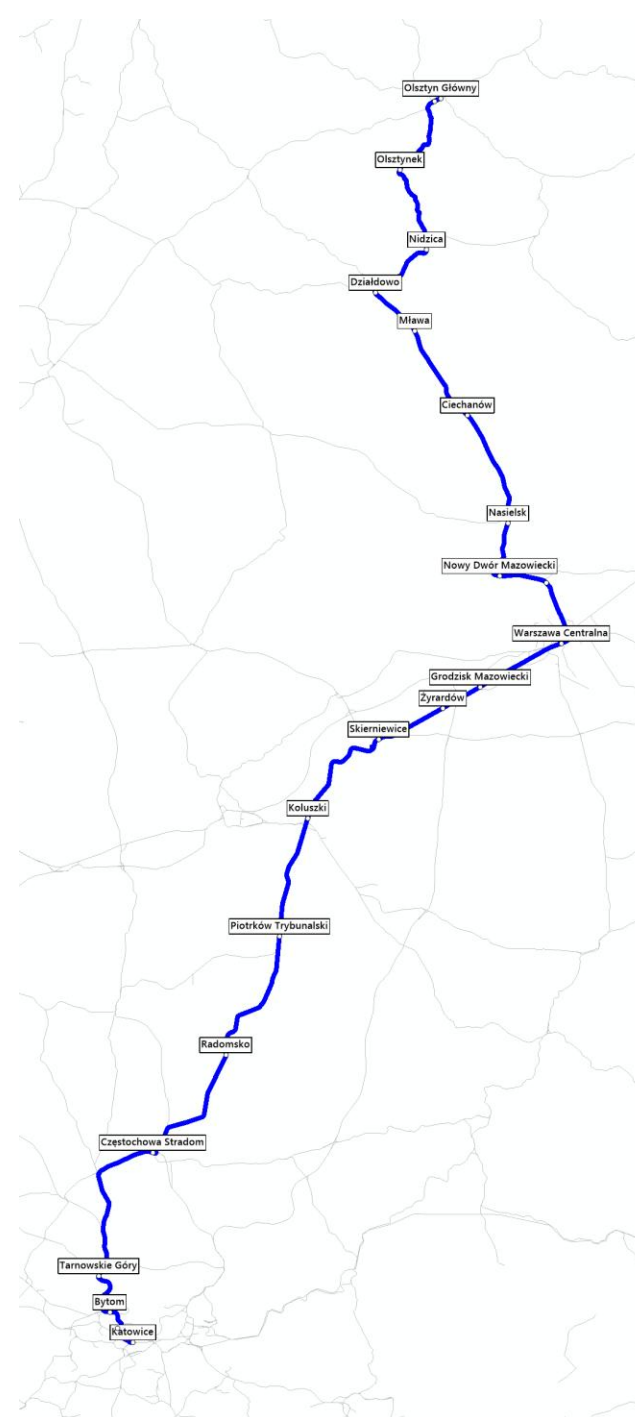 Olsztyn Główny
Olsztynek
Nidzica
Działdowo
Mława
Ciechanów
Nasielsk
Nowy Dwór Mazowiecki
Warszawa Centralna
Grodzisk Mazowiecki
Żyrardów
Skierniewice
Koluszki
Piotrków Trybunalski
Radomsko
Częstochowa Stradom
Tarnowskie Góry
Bytom
Katowice